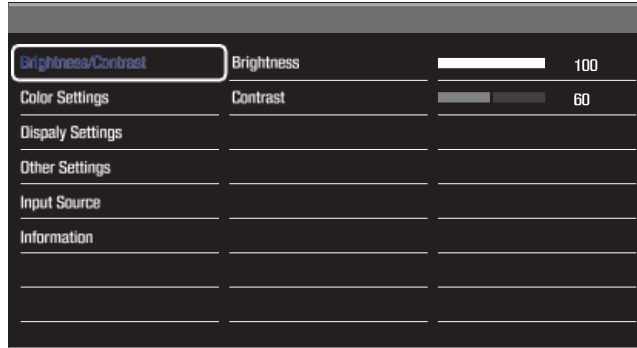 Brightness/Contrast Brightness 100
Color Settings Contrast 60
Dispaly Settings
Other Settings
Input Source
Information